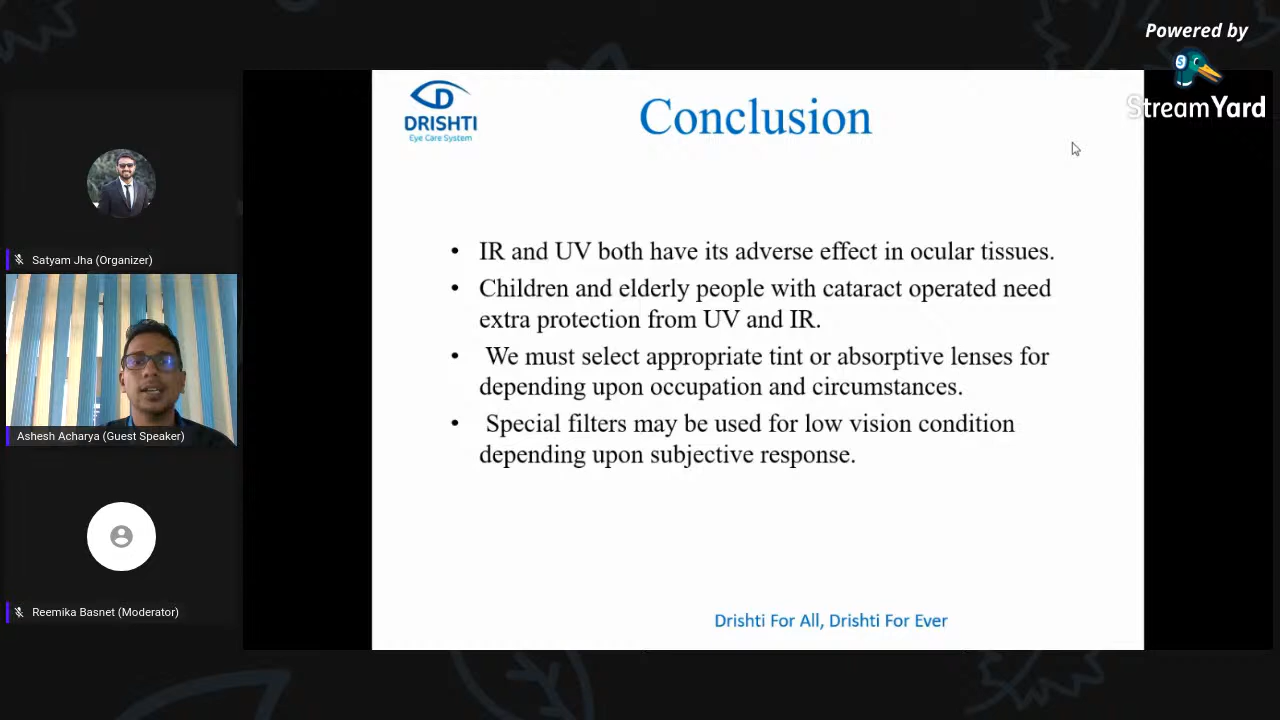 Powered by
StreamYard
DRISHTI
Eye Care System
Conclusion
• IR and UV both have its adverse effect in ocular tissues.
• Children and elderly people with cataract operated need
extra protection from UV and IR.
• We must select appropriate tint or absorptive lenses for
depending upon occupation and circumstances.
• Special filters may be used for low vision condition
depending upon subjective response.
Drishti For All, Drishti For Ever
Satyam Jha (Organizer)
Ashesh Acharya (Guest Speaker)
Reemika Basnet (Moderator)